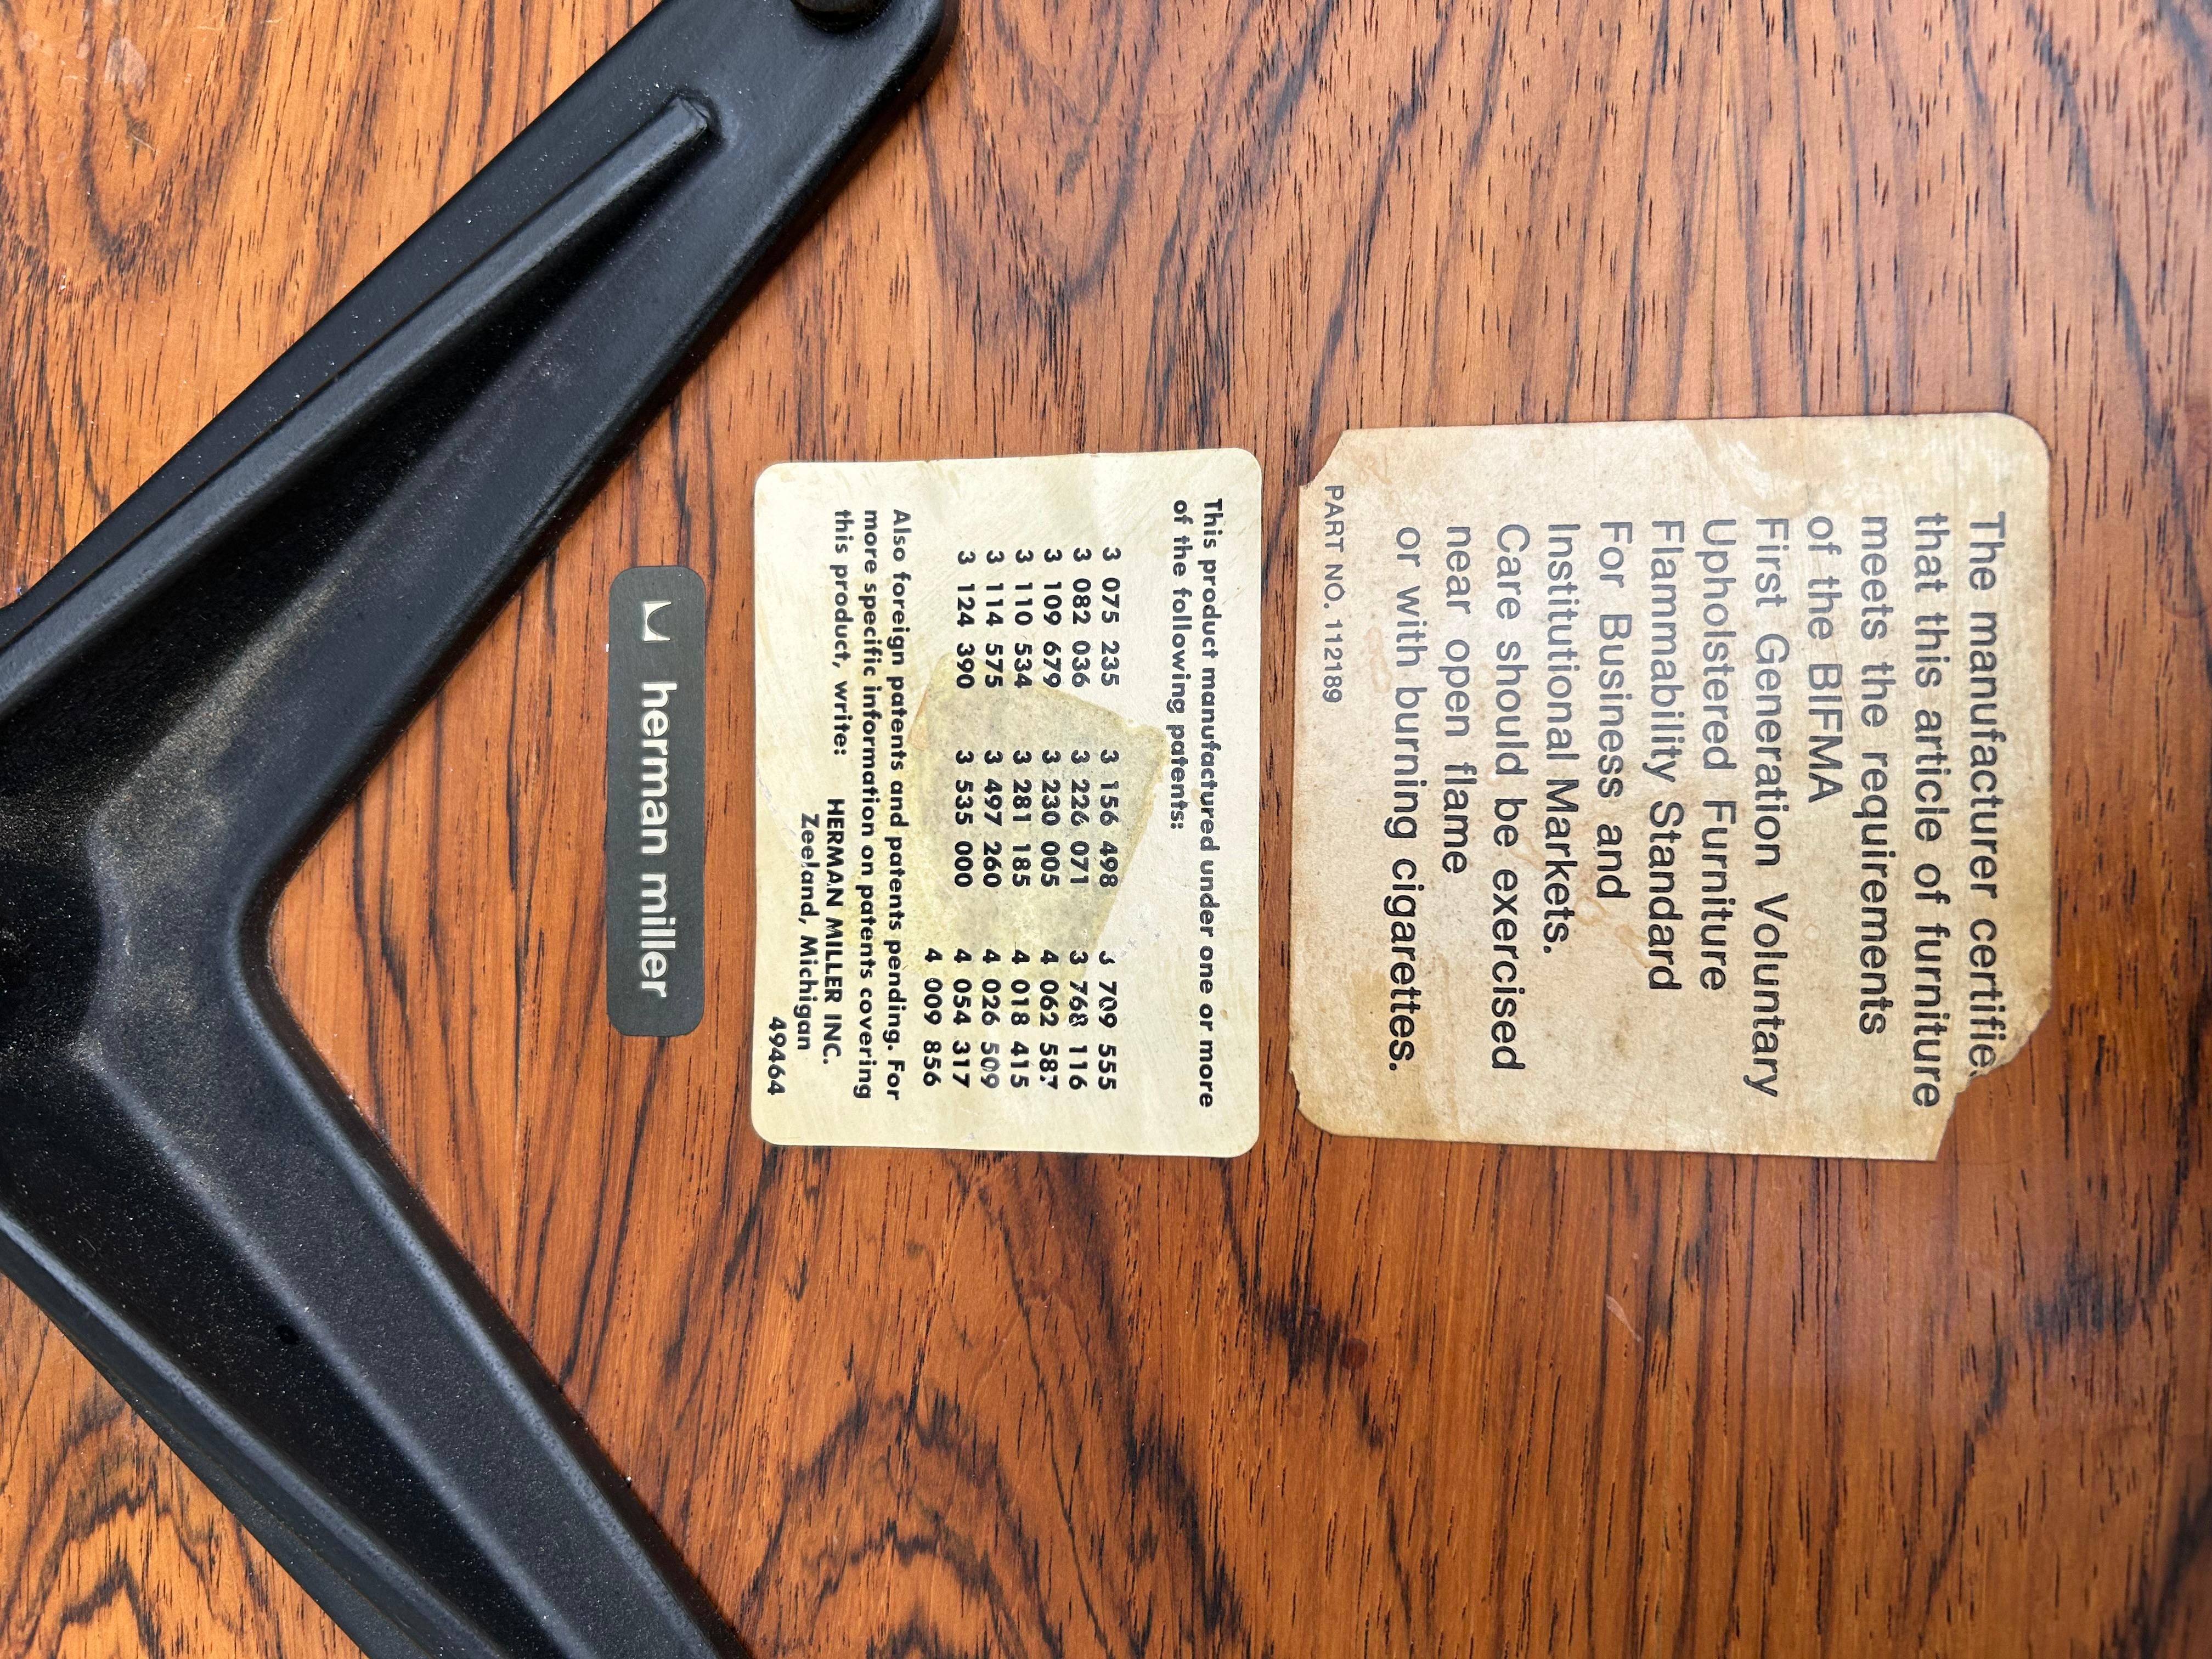 The manufacturer certifies
that this article of furniture
meets the requirements
of the BIFMA
First Generation Voluntary
Upholstered Furniture
Flammability Standard
For Business and
Institutional Markets.
Care should be exercised
near open flame
or with burning cigarettes.
PART NO. 112189
This product manufactured under one or more
of the following patents:
3 075 235 3 156 498 3 709 555
3 082 036 3 226 071 3 768 116
3 109 679 3 230 005 4 062 587
3 110 534 3 281 185 4 018 415
3 114 575 3 497 260 4 026 509
3 124 390 3 535 000 4 054 317
4 009 856
Also foreign patents and patents pending. For
more specific information on patents covering
this product, write: HERMAN MILLER INC.
Zeeland, Michigan
49464
herman miller